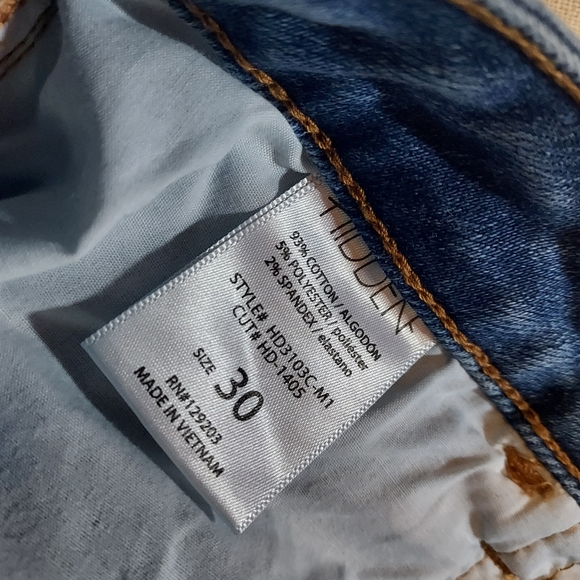 HIDDEN
93% COTTON / ALGODON
5% POLYESTER / poliéster
2% SPANDEX / elastano
STYLE# HD3103C-M1
CUT# HD-1405
SIZE 30
RN#129203
MADE IN VIETNAM